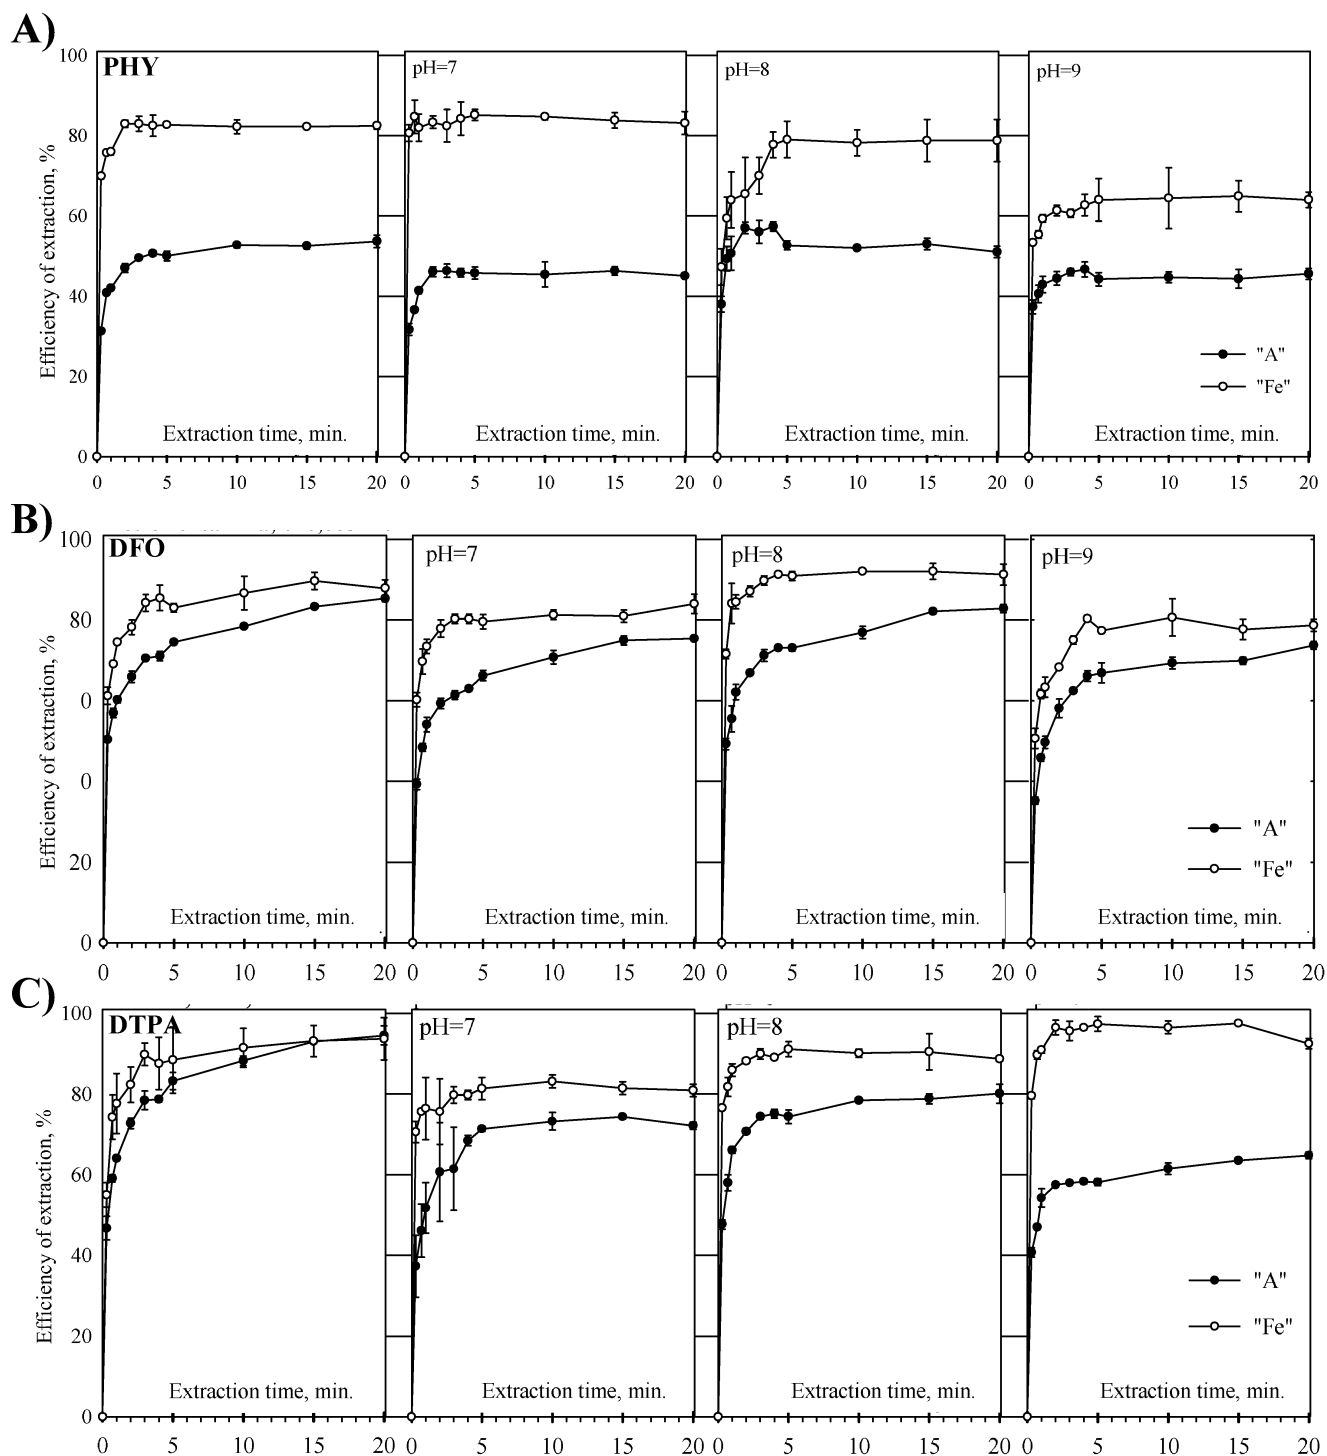 A)
PHY
pH=7
pH=8
pH=9
100
80
60
40
20
0
Efficiency of extraction, %
"A"
"Fe"
Extraction time, min.
Extraction time, min.
Extraction time, min.
Extraction time, min.
0 5 10 15 20
0 5 10 15 20
0 5 10 15 20
0 5 10 15 20
B)
DFO
pH=7
pH=8
pH=9
100
80
0
0
20
0
Efficiency of extraction, %
"A"
"Fe"
Extraction time, min.
Extraction time, min.
Extraction time, min.
Extraction time, min.
0 5 10 15 20
0 5 10 15 20
0 5 10 15 20
0 5 10 15 20
C)
DTPA
pH=7
pH=8
100
80
60
40
20
0
Efficiency of extraction, %
"A"
"Fe"
Extraction time, min.
Extraction time, min.
Extraction time, min.
Extraction time, min.
0 5 10 15 20
0 5 10 15 20
0 5 10 15 20
0 5 10 15 20